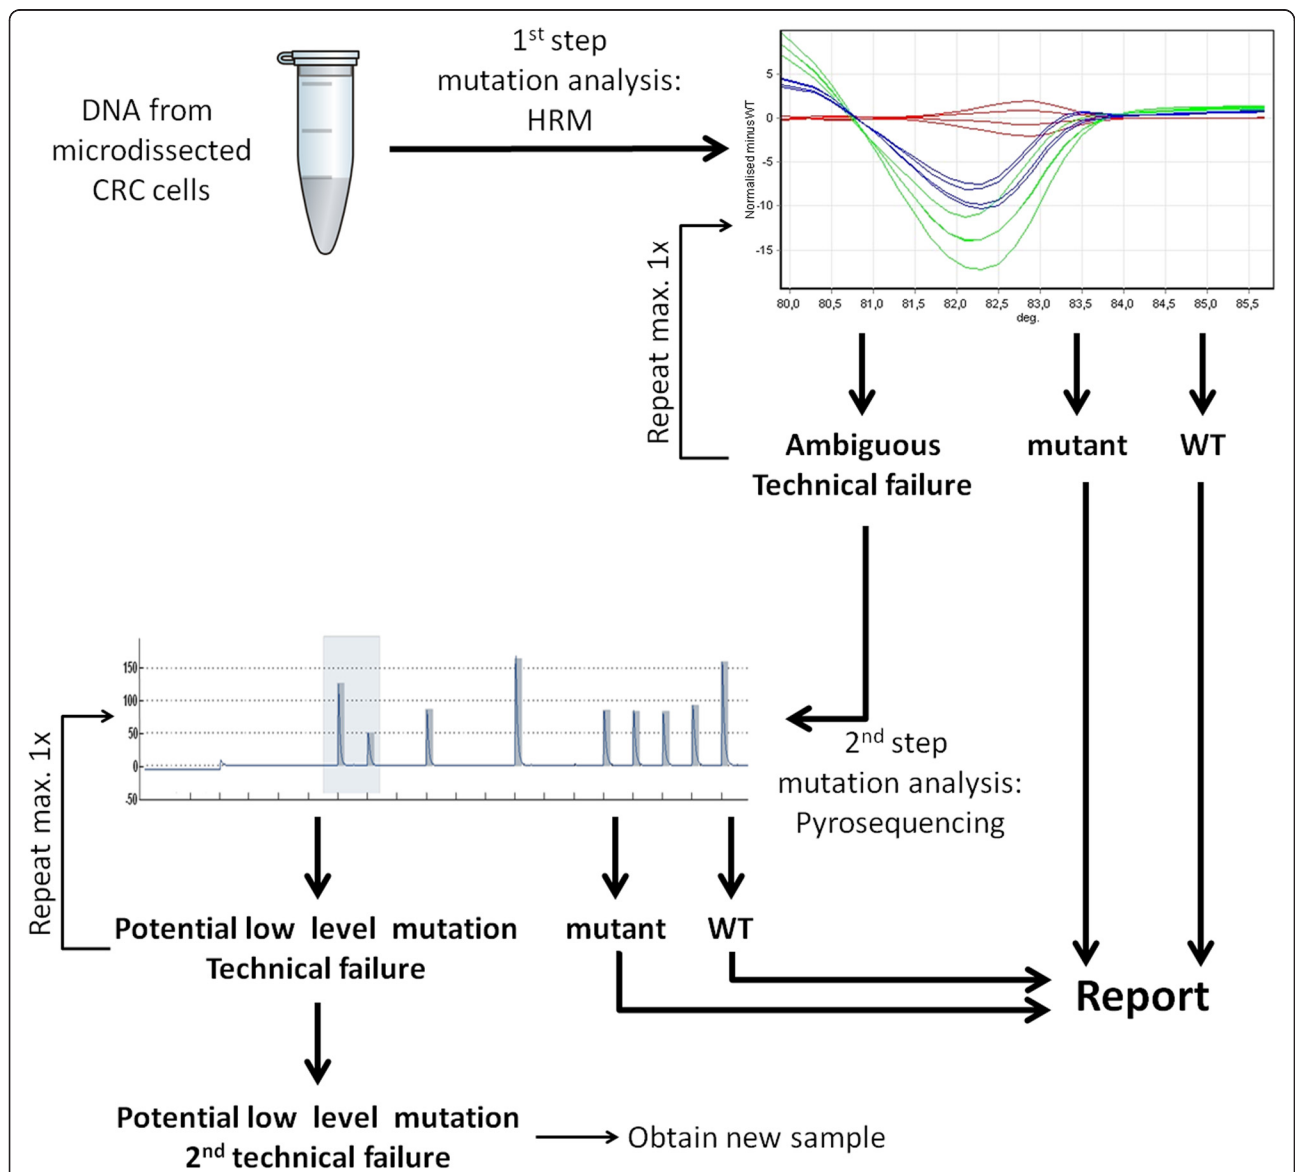 DNA from
microdissected
CRC cells
1st step
mutation analysis:
HRM
Normalised minus WT
5
0
-5
-10
-15
80,0 80,5 81,0 81,5 82,0 82,5 83,0 83,5 84,0 84,5 85,0 85,5
deg.
Repeat max. 1x
Ambiguous
Technical failure
mutant
WT
150
100
50
0
-50
2nd step
mutation analysis:
Pyrosequencing
Repeat max. 1x
Potential low level mutation
Technical failure
mutant
WT
Report
Potential low level mutation
2nd technical failure
Obtain new sample